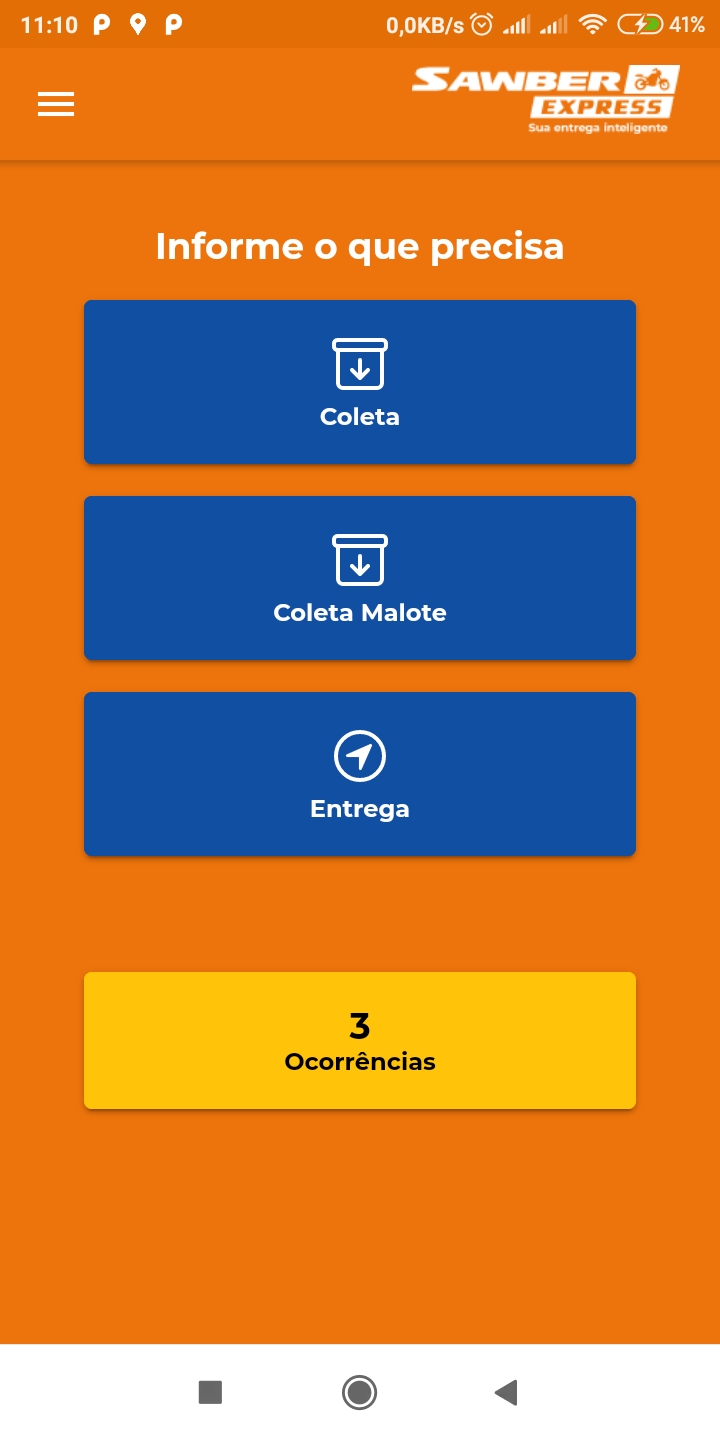 11:10 0,0KB/s 41%
SAWBER
EXPRESS
Sua entrega inteligente
Informe o que precisa
Coleta
Coleta Malote
Entrega
3
Ocorrências